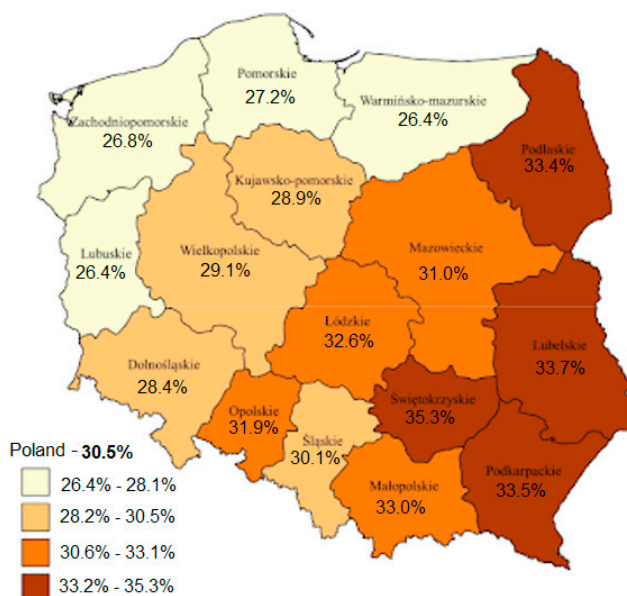 Pomorskie
27.2%
Warmińsko-mazurskie
26.4%
Zachodniopomorskie
26.8%
Podlaskie
33.4%
Kujawsko-pomorskie
28.9%
Lubuskie
26.4%
Wielkopolskie
29.1%
Mazowieckie
31.0%
Łódzkie
32.6%
Lubelskie
33.7%
Dolnośląskie
28.4%
Opolskie
31.9%
Świętokrzyskie
35.3%
Śląskie
30.1%
Małopolskie
33.0%
Podkarpackie
33.5%
Poland - 30.5%
26.4% - 28.1%
28.2% - 30.5%
30.6% - 33.1%
33.2% - 35.3%